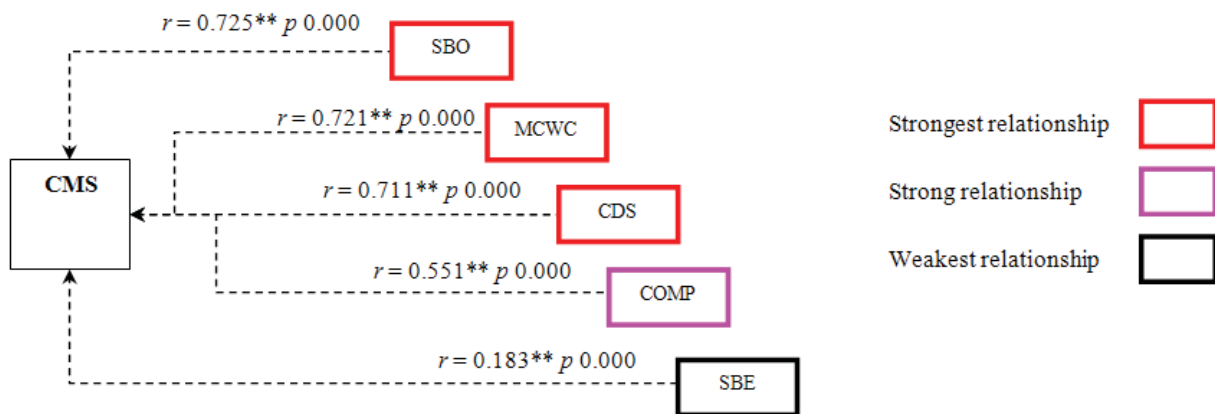 r = 0.725** p 0.000
SBO
r = 0.721** p 0.000
MCWC
Strongest relationship
CMS
r = 0.711** p 0.000
CDS
Strong relationship
r = 0.551** p 0.000
COMP
Weakest relationship
r = 0.183** p 0.000
SBE